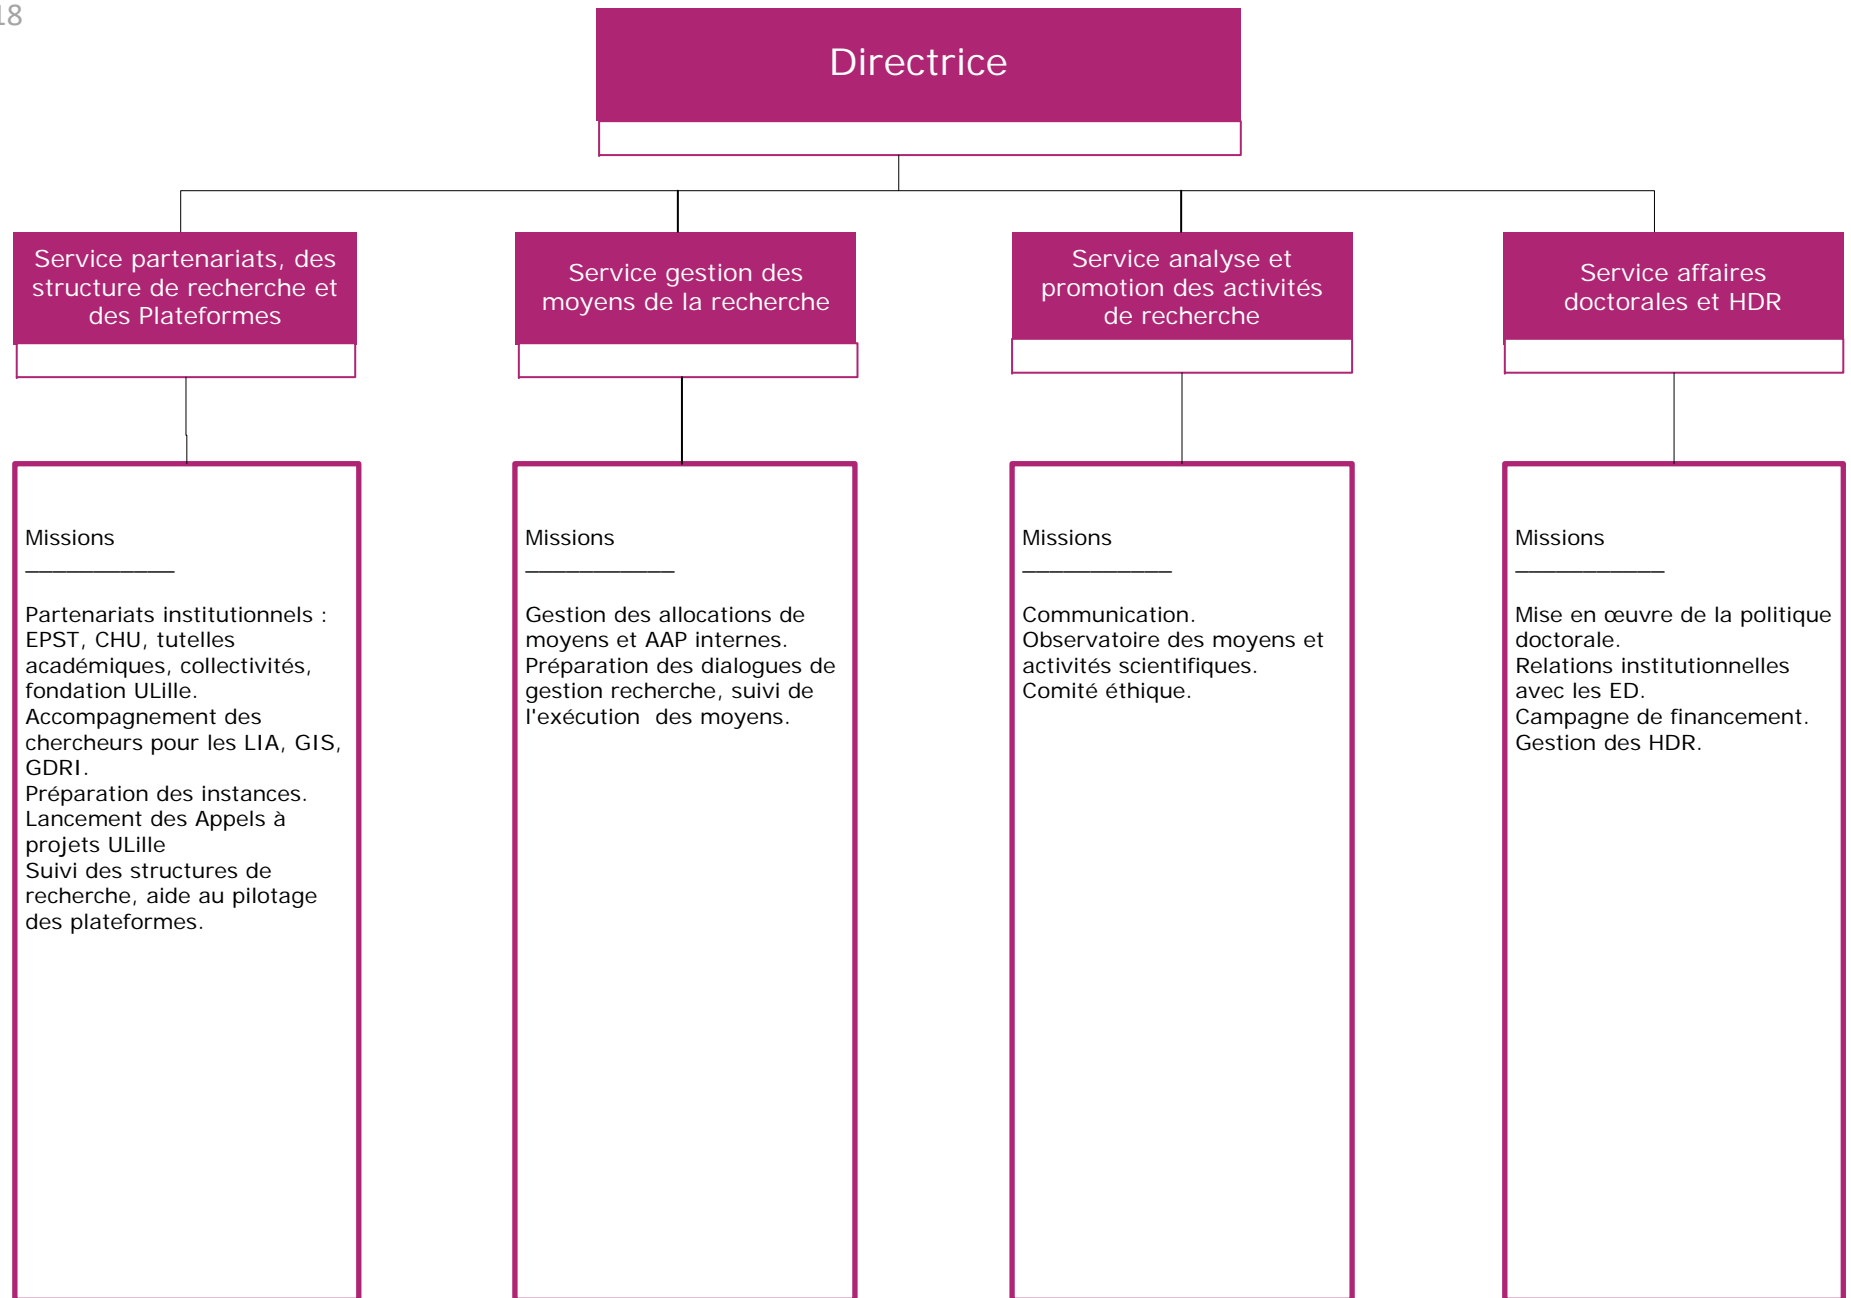 18
Directrice
Service partenariats, des
structure de recherche et
des Plateformes
Service gestion des
moyens de la recherche
Service analyse et
promotion des activités
de recherche
Service affaires
doctorales et HDR
Missions
___________
Partenariats institutionnels :
EPST, CHU, tutelles
académiques, collectivités,
fondation ULille.
Accompagnement des
chercheurs pour les LIA, GIS,
GDRI.
Préparation des instances.
Lancement des Appels à
projets ULille
Suivi des structures de
recherche, aide au pilotage
des plateformes.
Missions
___________
Gestion des allocations de
moyens et AAP internes.
Préparation des dialogues de
gestion recherche, suivi de
l'exécution  des moyens.
Missions
___________
Communication.
Observatoire des moyens et
activités scientifiques.
Comité éthique.
Missions
___________
Mise en œuvre de la politique
doctorale.
Relations institutionnelles
avec les ED.
Campagne de financement.
Gestion des HDR.